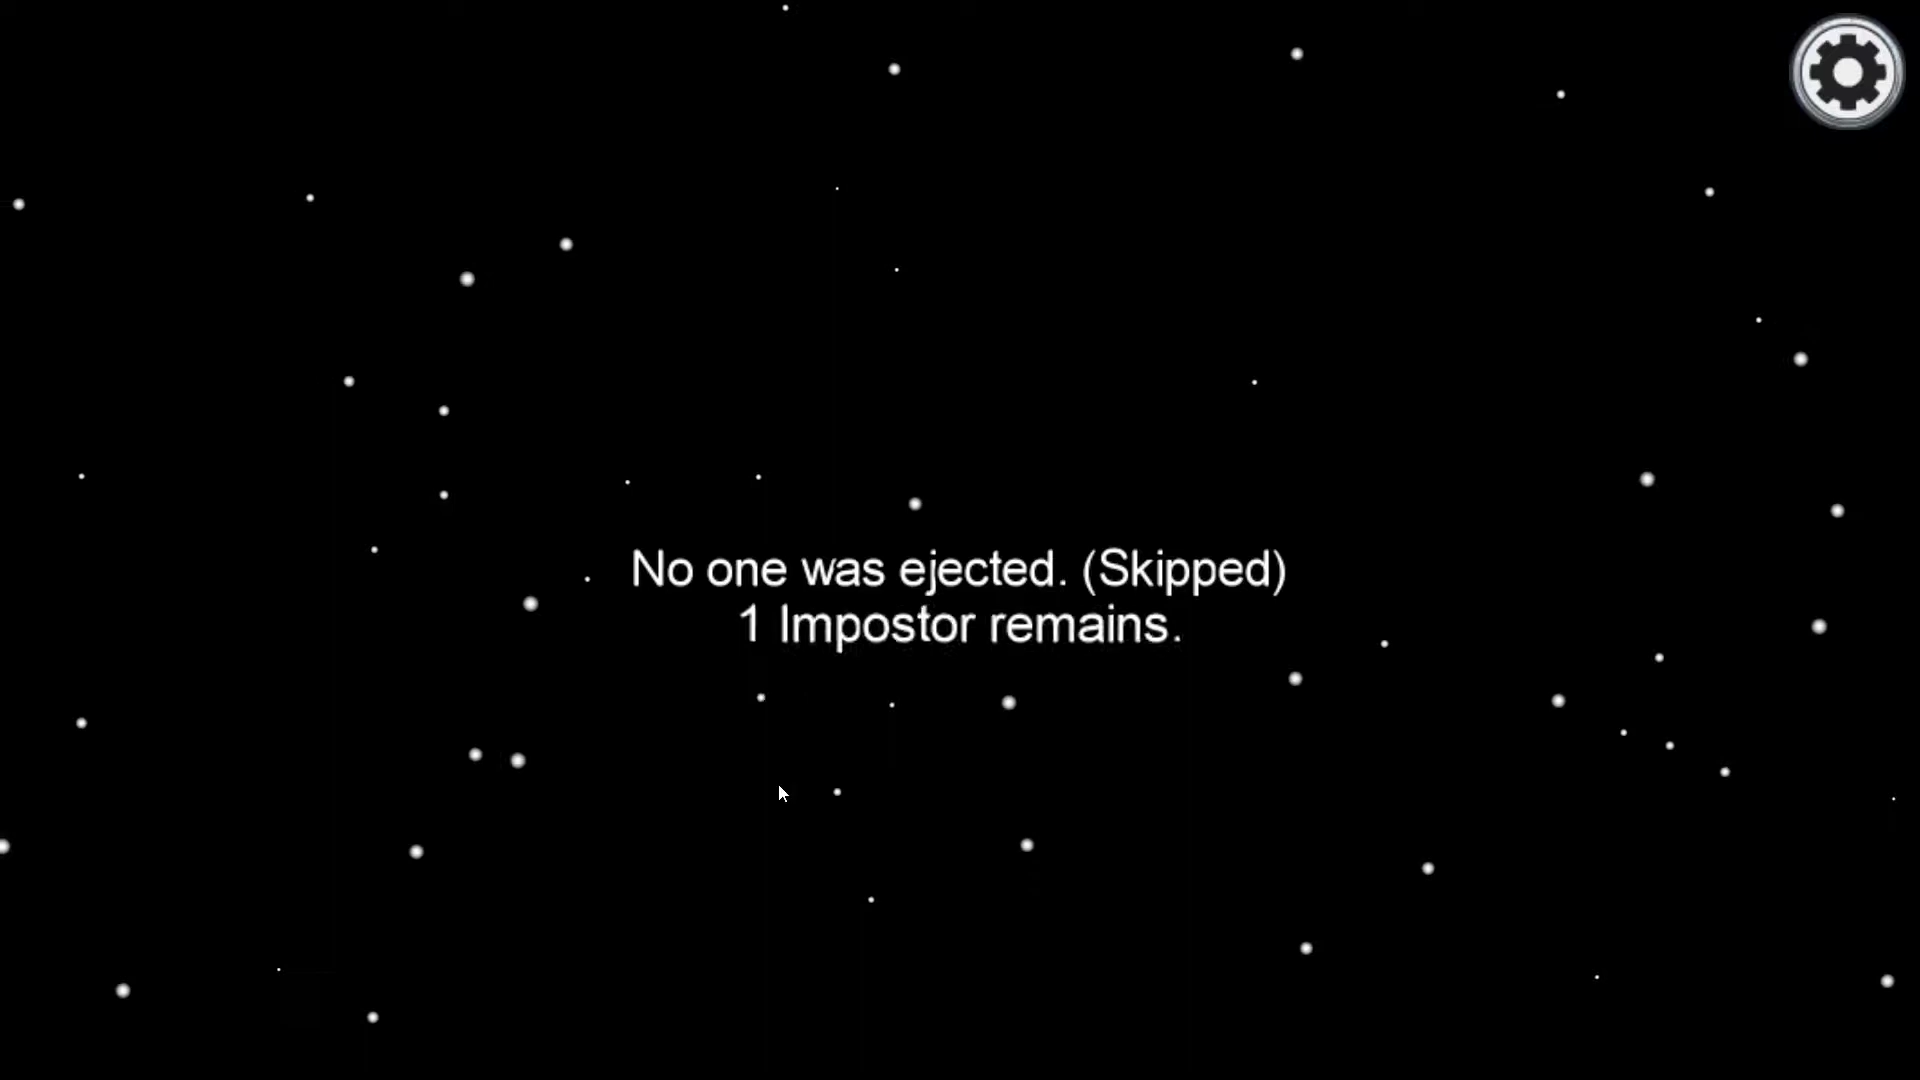 No one was ejected. (Skipped)
1 Impostor remains.